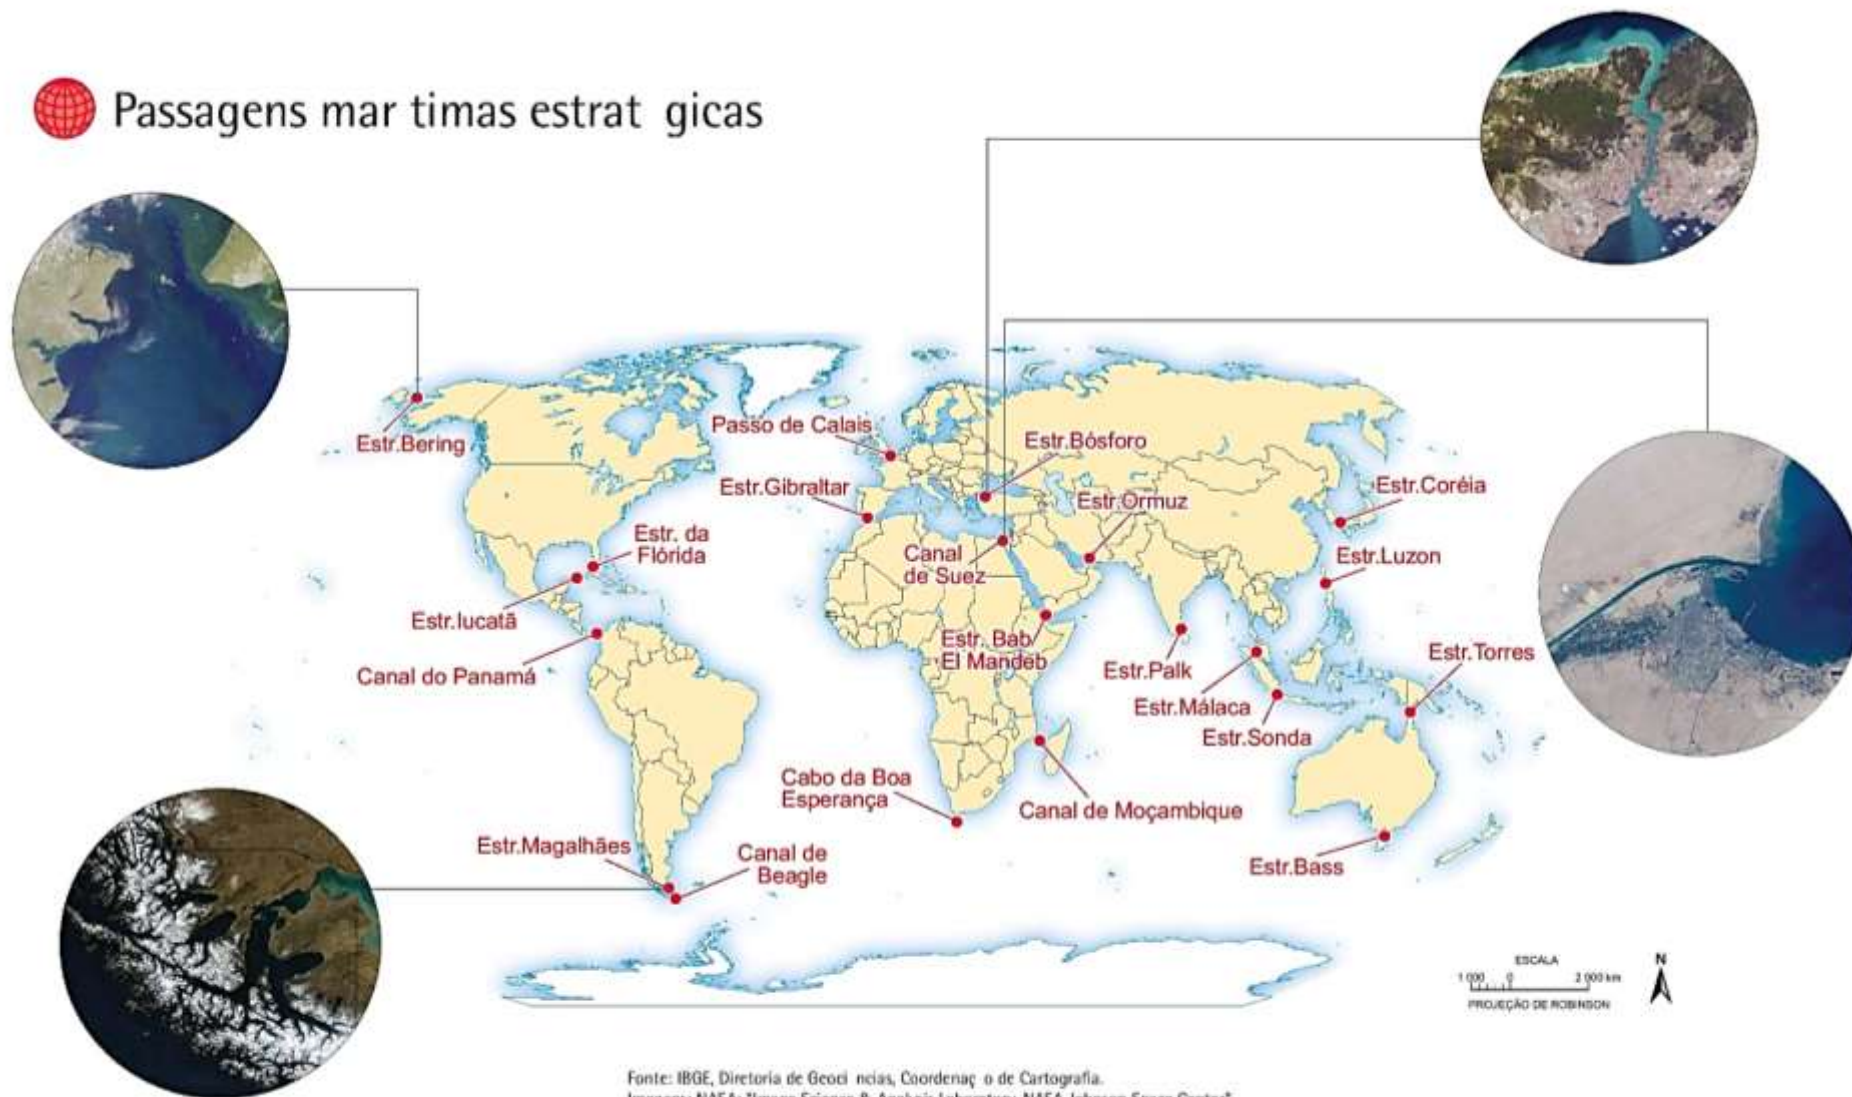 Passagens mar timas estrat gicas
Estr.Bering
Passo de Calais
Estr.Bósforo
Estr.Gibraltar
Estr.Ormuz
Estr.Coréia
Estr. da
Flórida
Canal
de Suez
Estr.Luzon
Estr.Iucatã
Estr. Bab
El Mandeb
Estr.Palk
Estr.Torres
Canal do Panamá
Estr.Málaca
Estr.Sonda
Cabo da Boa
Esperança
Canal de Moçambique
Estr.Magalhães
Canal de
Beagle
Estr.Bass
ESCALA
1 000 0 2 000 km
PROJEÇÃO DE ROBINSON
N
Fonte: IBGE, Diretoria de Geoci ncias, Coordenaç o de Cartografia.